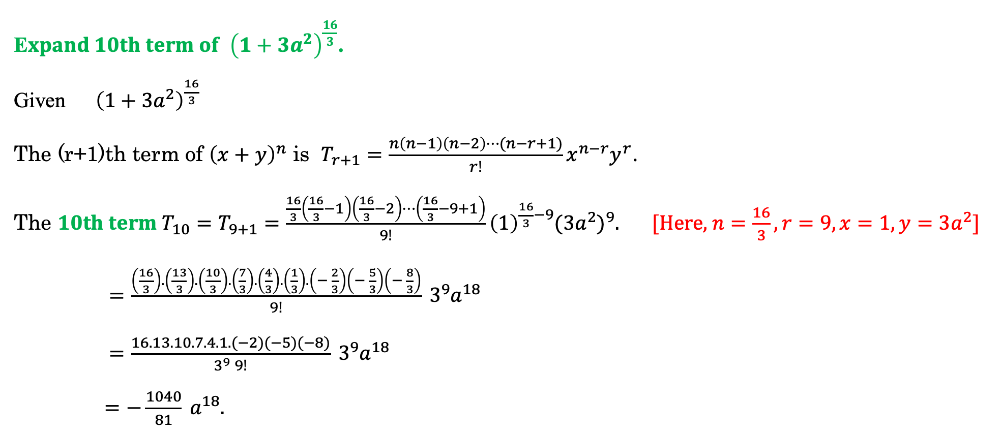 Expand 10th term of $(1 + 3a^2)^{\frac{16}{3}}$.
Given $(1 + 3a^2)^{\frac{16}{3}}$
The (r+1)th term of $(x + y)^n$ is $T_{r+1} = \frac{n(n-1)(n-2)\cdots(n-r+1)}{r!} x^{n-r} y^r$.
The 10th term $T_{10} = T_{9+1} = \frac{\frac{16}{3}\left(\frac{16}{3}-1\right)\left(\frac{16}{3}-2\right)\cdots\left(\frac{16}{3}-9+1\right)}{9!} (1)^{\frac{16}{3}-9} (3a^2)^9$. [Here, $n = \frac{16}{3}, r = 9, x = 1, y = 3a^2$]
$= \frac{\left(\frac{16}{3}\right).\left(\frac{13}{3}\right).\left(\frac{10}{3}\right).\left(\frac{7}{3}\right).\left(\frac{4}{3}\right).\left(\frac{1}{3}\right).\left(-\frac{2}{3}\right)\left(-\frac{5}{3}\right)\left(-\frac{8}{3}\right)}{9!} 3^9 a^{18}$
$= \frac{16.13.10.7.4.1.(-2)(-5)(-8)}{3^9\ 9!} 3^9 a^{18}$
$= -\frac{1040}{81} a^{18}$.